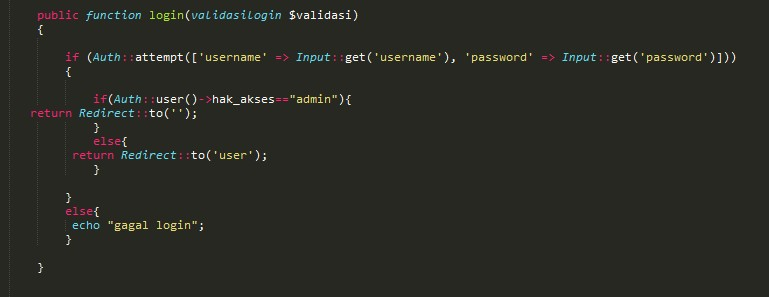 public function login(validasilogin $validasi)
{
if (Auth::attempt(['username' => Input::get('username'), 'password' => Input::get('password')]))
{
if(Auth::user()->hak_akses=="admin"){
return Redirect::to('');
}
else{
return Redirect::to('user');
}
}
else{
echo "gagal login";
}
}